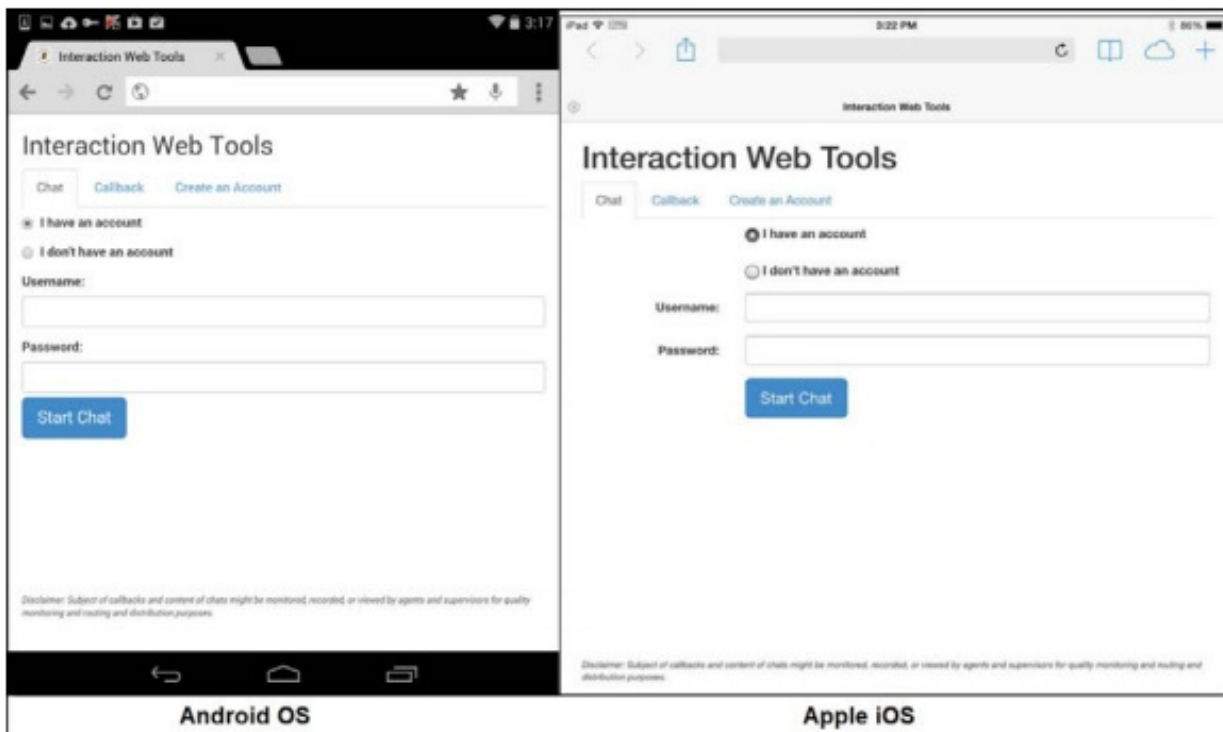 3:17
Interaction Web Tools
Interaction Web Tools
Chat Callback Create an Account
I have an account
I don't have an account
Username:
Password:
Start Chat
Disclaimer: Subject of callbacks and content of chats might be monitored, recorded, or viewed by agents and supervisors for quality
monitoring and routing and distribution purposes.
Android OS
iPad 3:22 PM 86%
Interaction Web Tools
Interaction Web Tools
Chat Callback Create an Account
I have an account
I don't have an account
Username:
Password:
Start Chat
Disclaimer: Subject of callbacks and content of chats might be monitored, recorded, or viewed by agents and supervisors for quality monitoring and routing and
distribution purposes.
Apple iOS